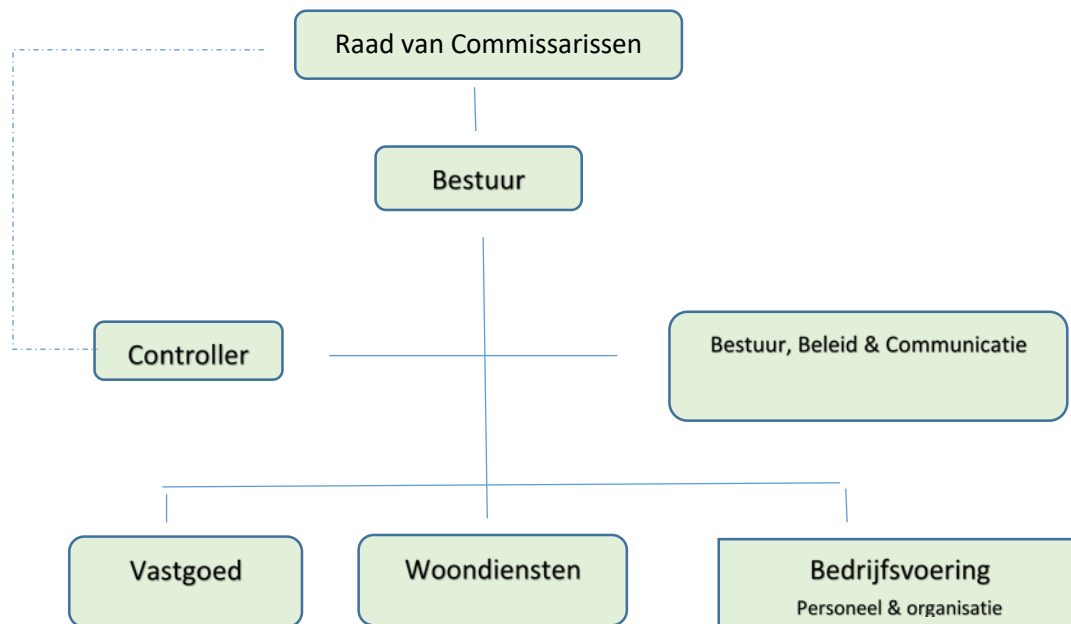 Raad van Commissarissen
Bestuur
Controller
Bestuur, Beleid & Communicatie
Vastgoed
Woondiensten
Bedrijfsvoering
Personeel & organisatie